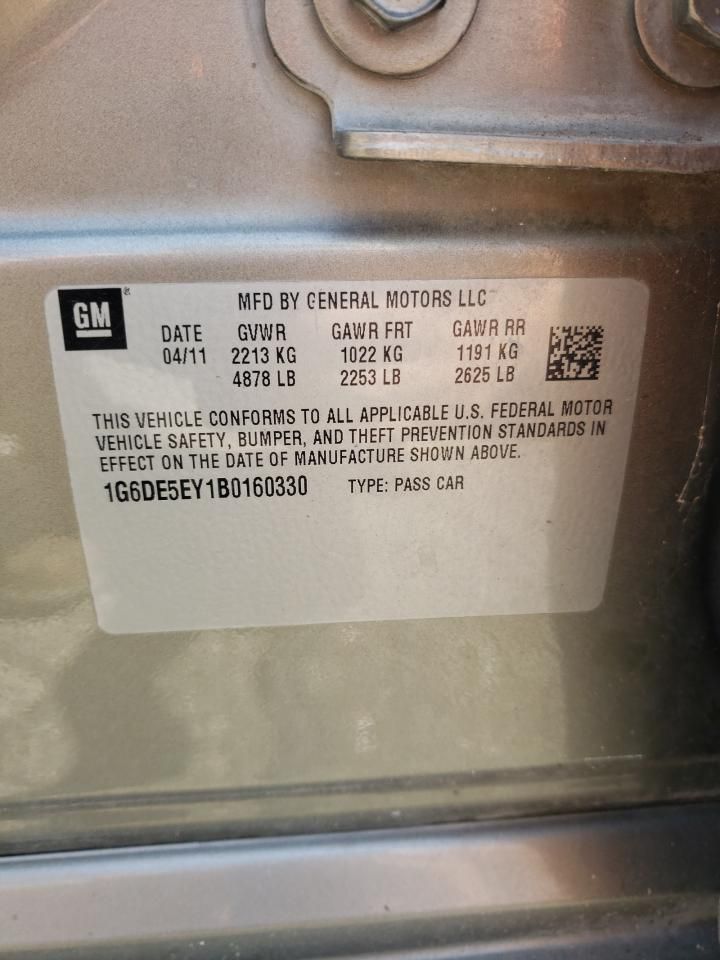 GM®
MFD BY GENERAL MOTORS LLC
DATE GVWR GAWR FRT GAWR RR
04/11 2213 KG 1022 KG 1191 KG
4878 LB 2253 LB 2625 LB
THIS VEHICLE CONFORMS TO ALL APPLICABLE U.S. FEDERAL MOTOR
VEHICLE SAFETY, BUMPER, AND THEFT PREVENTION STANDARDS IN
EFFECT ON THE DATE OF MANUFACTURE SHOWN ABOVE.
1G6DE5EY1B0160330 TYPE: PASS CAR